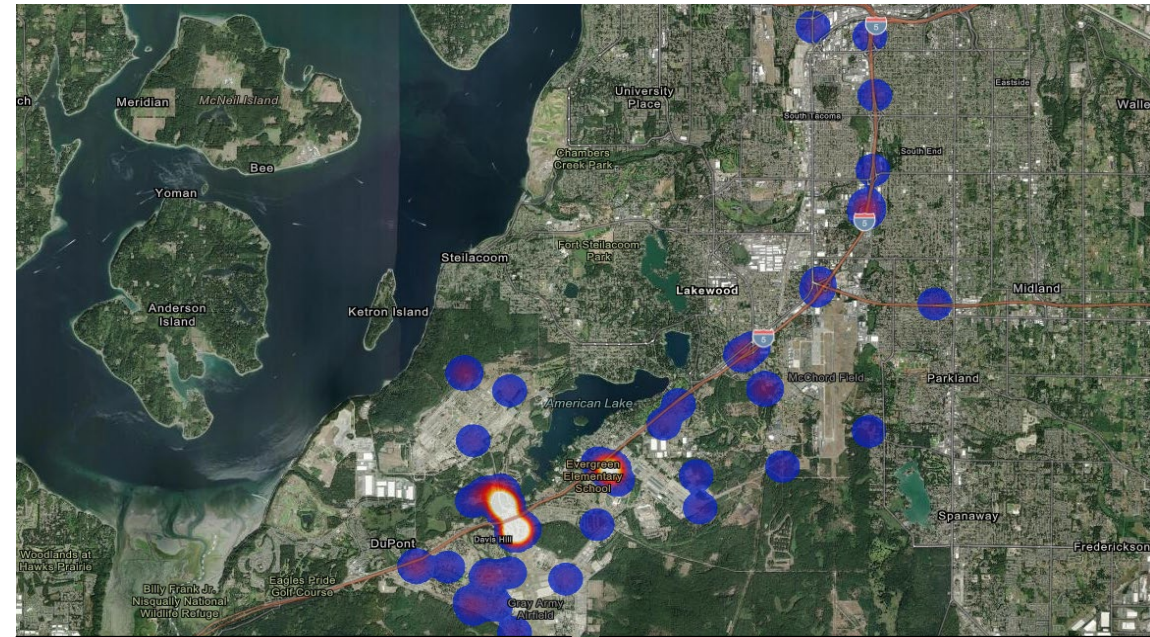 5
ch
Meridian
McNeil Island
University
Place
Eastside
Walle
South Tacoma
Bee
Chambers
Creek Park
South End
Yoman
5
Steilacoom
Fort Steilacoom
Park
Lakewood
Midland
Anderson
Island
Ketron Island
5
McChord Field
Parkland
American Lake
Evergreen
Elementary
School
Spanaway
DuPont
Davis Hill
Frederickson
Woodlands at
Hawks Prairie
Eagles Pride
Golf Course
Billy Frank Jr.
Nisqually National
Wildlife Refuge
Gray Army
Airfield